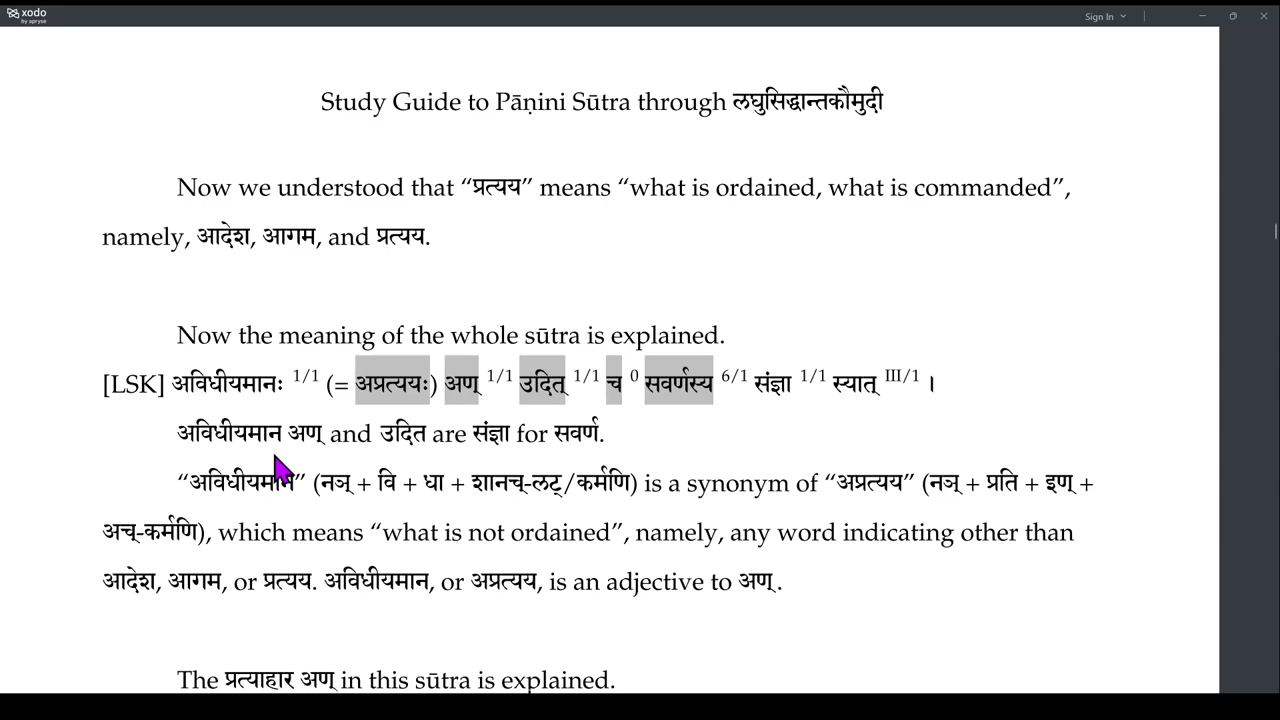 xodo
by apryse
Sign In
Study Guide to Pāṇini Sūtra through लघुसिद्धान्तकौमुदी
Now we understood that “प्रत्यय” means “what is ordained, what is commanded”,
namely, आदेश, आगम, and प्रत्यय.
Now the meaning of the whole sūtra is explained.
[LSK] अविधीयमानः 1/1 (= अप्रत्ययः) अण् 1/1 उदित् 1/1 च 0 सवर्णस्य 6/1 संज्ञा 1/1 स्यात् III/1 ।
अविधीयमान अण् and उदित are संज्ञा for सवर्ण.
“अविधीयमान” (नञ् + वि + धा + शानच्-लट्/कर्मणि) is a synonym of “अप्रत्यय” (नञ् + प्रति + इण् +
अच्-कर्मणि), which means “what is not ordained”, namely, any word indicating other than
आदेश, आगम, or प्रत्यय. अविधीयमान, or अप्रत्यय, is an adjective to अण्.
The प्रत्याहार अण् in this sūtra is explained.